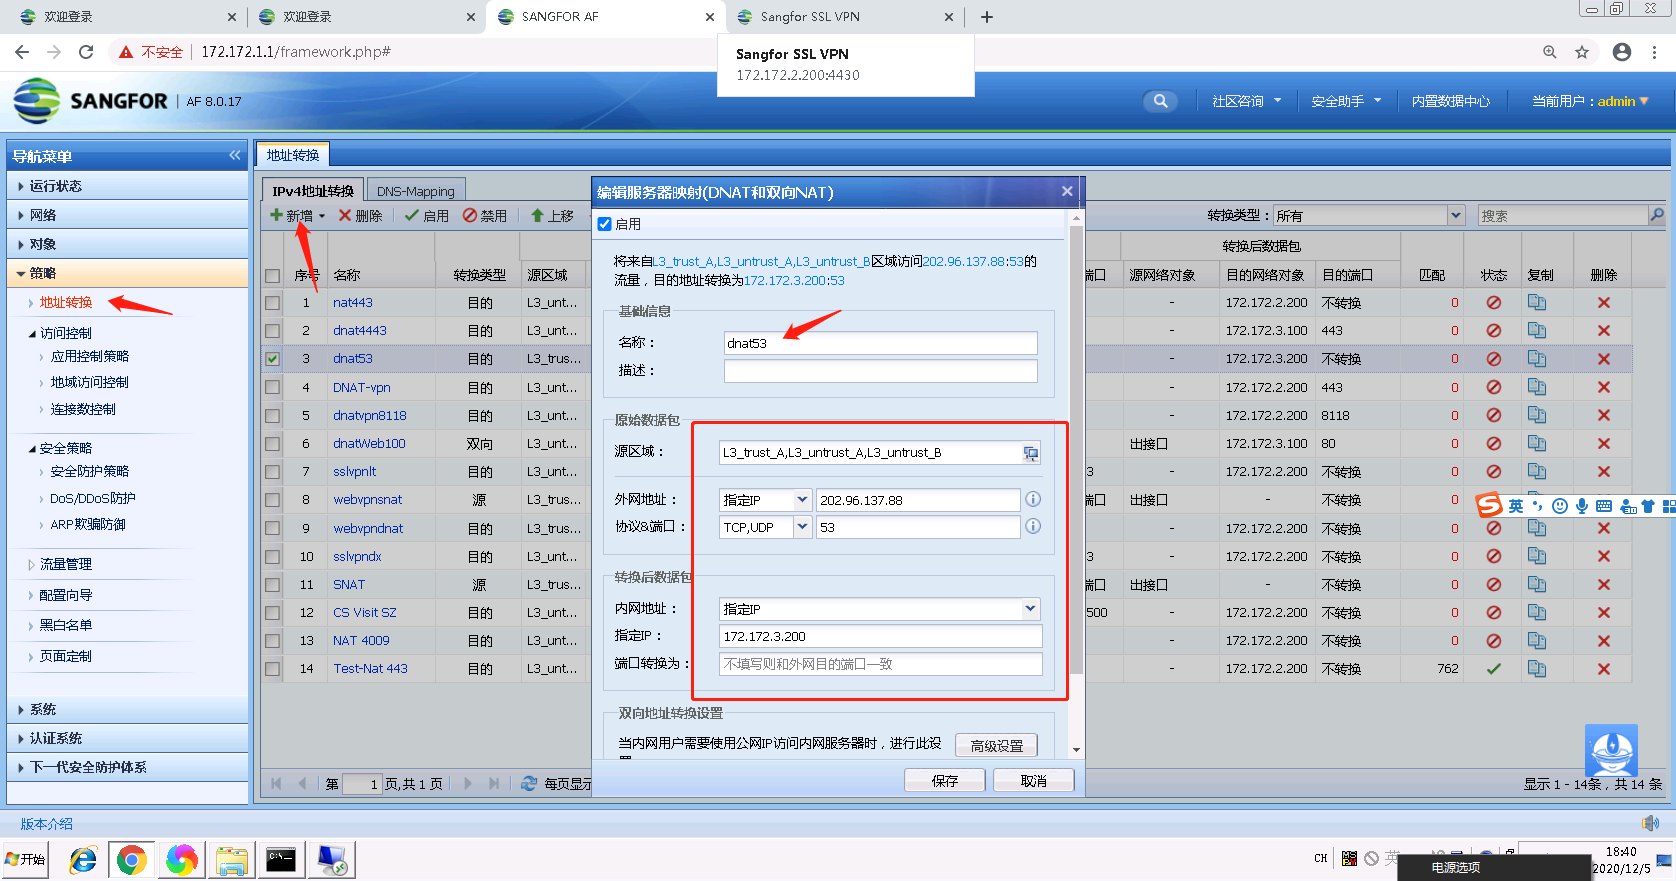 欢迎登录
欢迎登录
SANGFOR AF
Sangfor SSL VPN
不安全 172.172.1.1/framework.php#
Sangfor SSL VPN
172.172.2.200:4430
SANGFOR AF 8.0.17
社区咨询 安全助手 内置数据中心 当前用户：admin
导航菜单
运行状态
网络
对象
策略
地址转换
访问控制
应用控制策略
地域访问控制
连接数控制
安全策略
安全防护策略
DoS/DDoS防护
ARP欺骗防御
流量管理
配置向导
黑白名单
页面定制
系统
认证系统
下一代安全防护体系
地址转换
IPv4地址转换 DNS-Mapping
新增 删除 启用 禁用 上移
转换类型： 所有 搜索
转换后数据包
序号 名称 转换类型 源区域 端口 源网络对象 目的网络对象 目的端口 匹配 状态 复制 删除
1 nat443 目的 L3_unt... - 172.172.2.200 不转换 0
2 dnat4443 目的 L3_unt... - 172.172.3.100 443 0
3 dnat53 目的 L3_trus... - 172.172.3.200 不转换 0
4 DNAT-vpn 目的 L3_unt... - 172.172.2.200 443 0
5 dnatvpn8118 目的 L3_unt... - 172.172.2.200 8118 0
6 dnatWeb100 双向 L3_unt... 出接口 172.172.3.100 80 0
7 sslvpnlt 目的 L3_unt... 3 - 172.172.2.200 不转换 0
8 webvpnsnat 源 L3_unt... 端口 出接口 - 172.172.2.200 不转换 0
9 webvpndnat 目的 L3_unt... - 172.172.2.200 不转换 0
10 sslvpndx 目的 L3_unt... 3 - 172.172.2.200 不转换 0
11 SNAT 源 L3_trus... 端口 出接口 - 不转换 0
12 CS Visit SZ 目的 L3_unt... 500 - 172.172.2.200 不转换 0
13 NAT 4009 目的 L3_unt... - 172.172.2.200 不转换 0
14 Test-Nat 443 目的 L3_unt... - 172.172.2.200 不转换 762
第 1 页,共 1 页 每页显示
显示 1 - 14条，共 14 条
编辑服务器映射(DNAT和双向NAT)
启用
将来自L3_trust_A,L3_untrust_A,L3_untrust_B区域访问202.96.137.88:53的
流量，目的地址转换为172.172.3.200:53
基础信息
名称： dnat53
描述：
原始数据包
源区域： L3_trust_A,L3_untrust_A,L3_untrust_B
外网地址： 指定IP 202.96.137.88
协议&端口： TCP,UDP 53
转换后数据包
内网地址： 指定IP
指定IP： 172.172.3.200
端口转换为： 不填写则和外网目的端口一致
双向地址转换设置
当内网用户需要使用公网IP访问内网服务器时，进行此设
高级设置
保存 取消
英
版本介绍
开始
CH
18:40
2020/12/5
电源选项